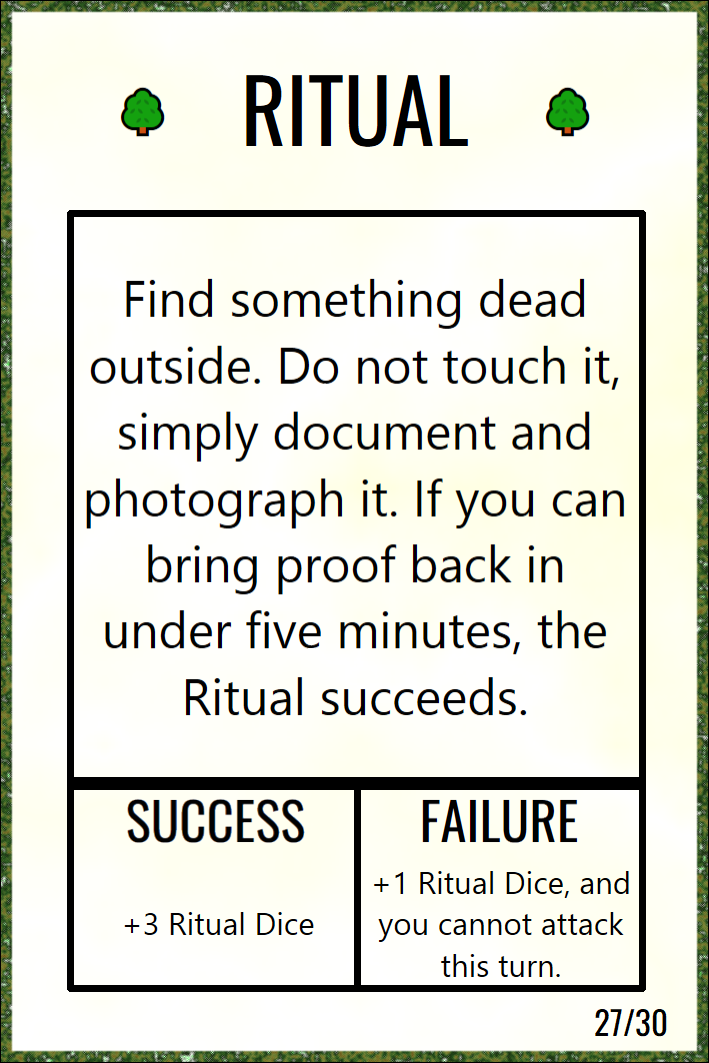 RITUAL
Find something dead
outside. Do not touch it,
simply document and
photograph it. If you can
bring proof back in
under five minutes, the
Ritual succeeds.
SUCCESS
+3 Ritual Dice
FAILURE
+1 Ritual Dice, and
you cannot attack
this turn.
27/30